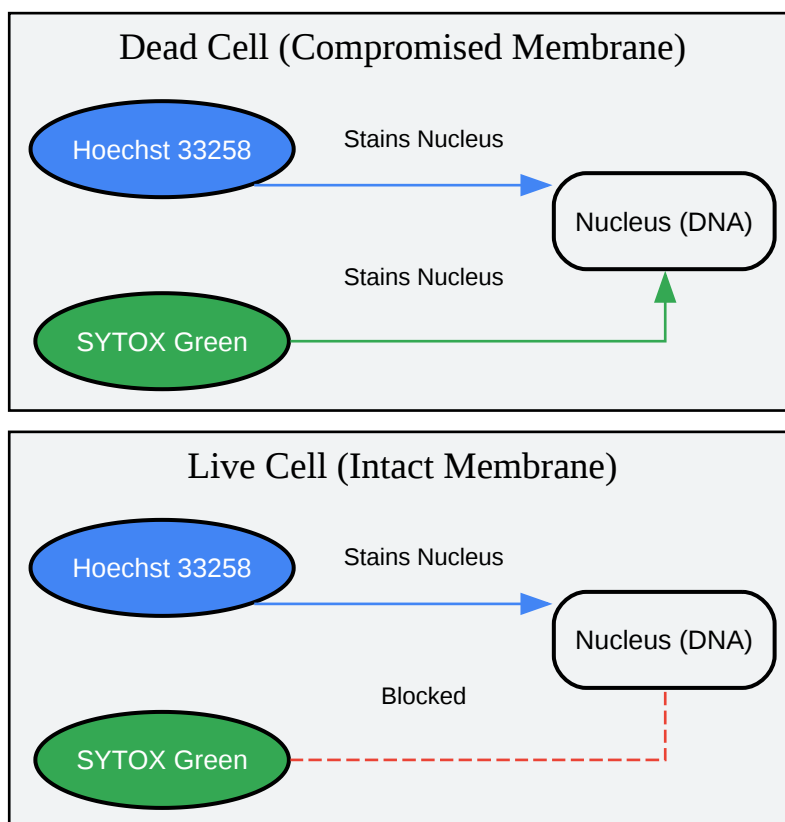 Dead Cell (Compromised Membrane)
Hoechst 33258
Stains Nucleus
Nucleus (DNA)
Stains Nucleus
SYTOX Green
Live Cell (Intact Membrane)
Hoechst 33258
Stains Nucleus
Nucleus (DNA)
Blocked
SYTOX Green